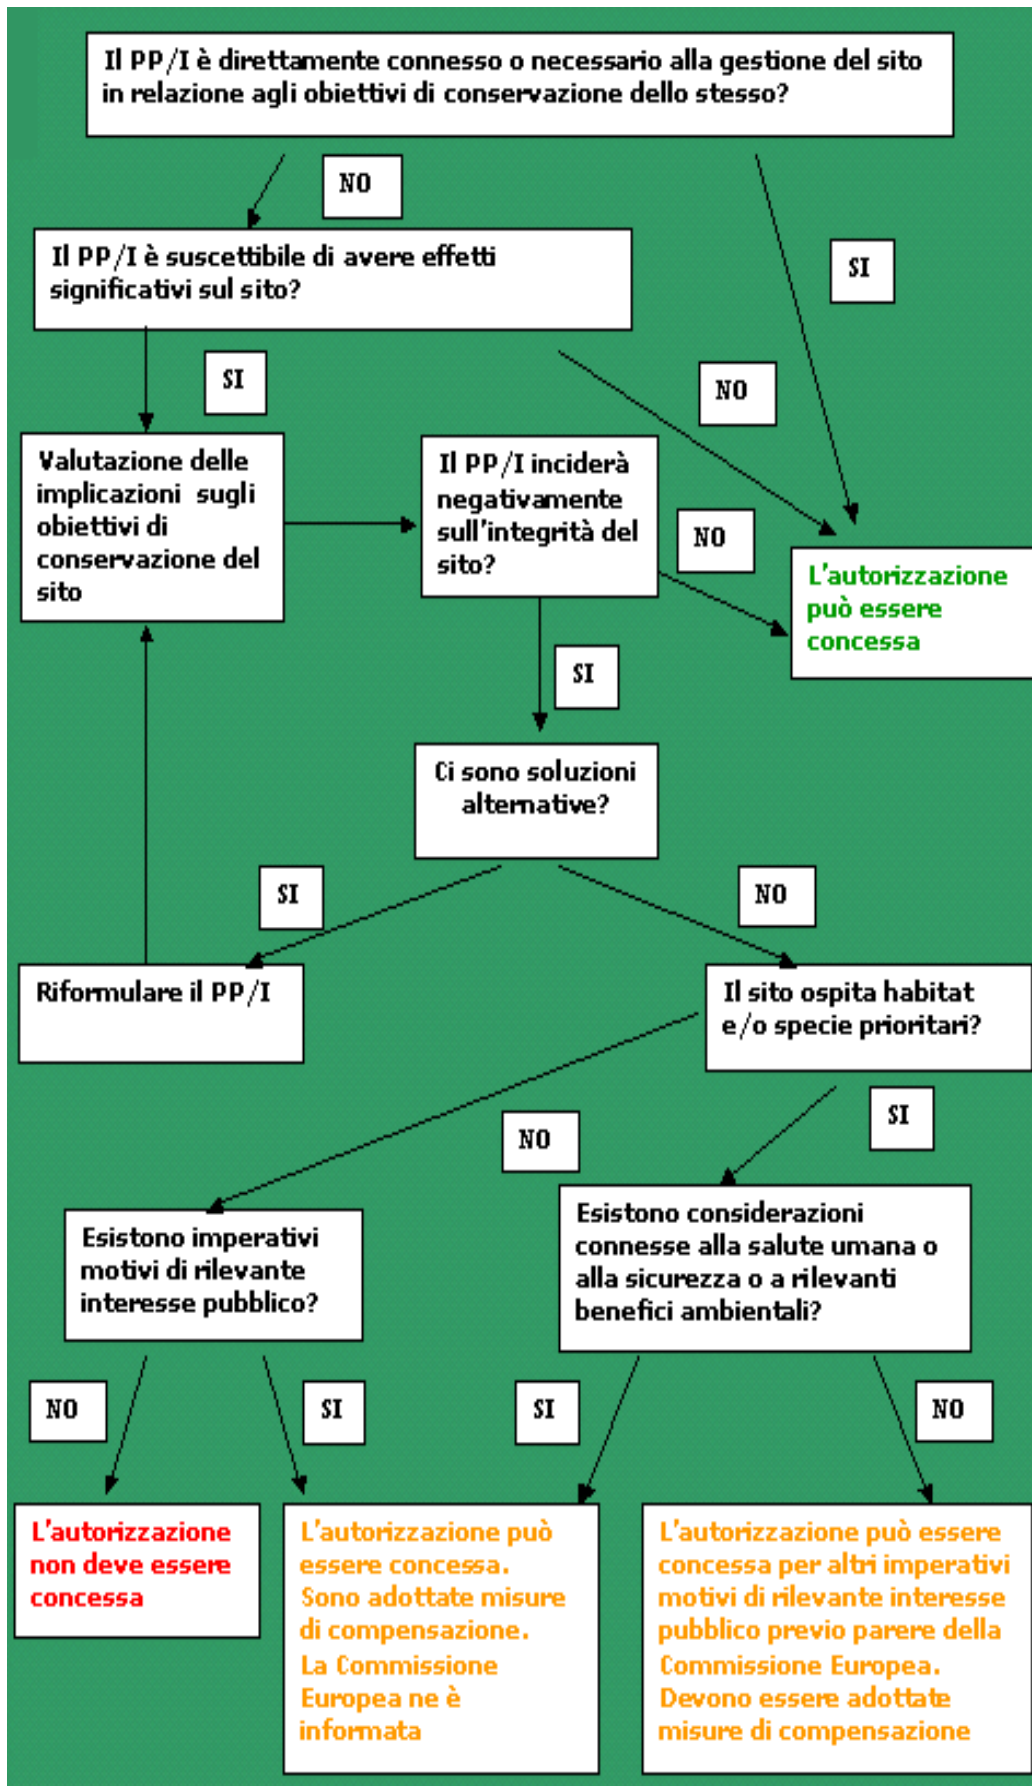 Il PP/I è direttamente connesso o necessario alla gestione del sito
in relazione agli obiettivi di conservazione dello stesso?
NO
SI
Il PP/I è suscettibile di avere effetti
significativi sul sito?
SI
NO
Valutazione delle
implicazioni sugli
obiettivi di
conservazione del
sito
Il PP/I inciderà
negativamente
sull'integrità del
sito?
NO
L'autorizzazione
può essere
concessa
SI
Ci sono soluzioni
alternative?
SI
NO
Riformulare il PP/I
Il sito ospita habitat
e/o specie prioritari?
NO
SI
Esistono imperativi
motivi di rilevante
interesse pubblico?
Esistono considerazioni
connesse alla salute umana o
alla sicurezza o a rilevanti
benefici ambientali?
NO
SI
SI
NO
L'autorizzazione
non deve essere
concessa
L'autorizzazione può
essere concessa.
Sono adottate misure
di compensazione.
La Commissione
Europea ne è
informata
L'autorizzazione può essere
concessa per altri imperativi
motivi di rilevante interesse
pubblico previo parere della
Commissione Europea.
Devono essere adottate
misure di compensazione